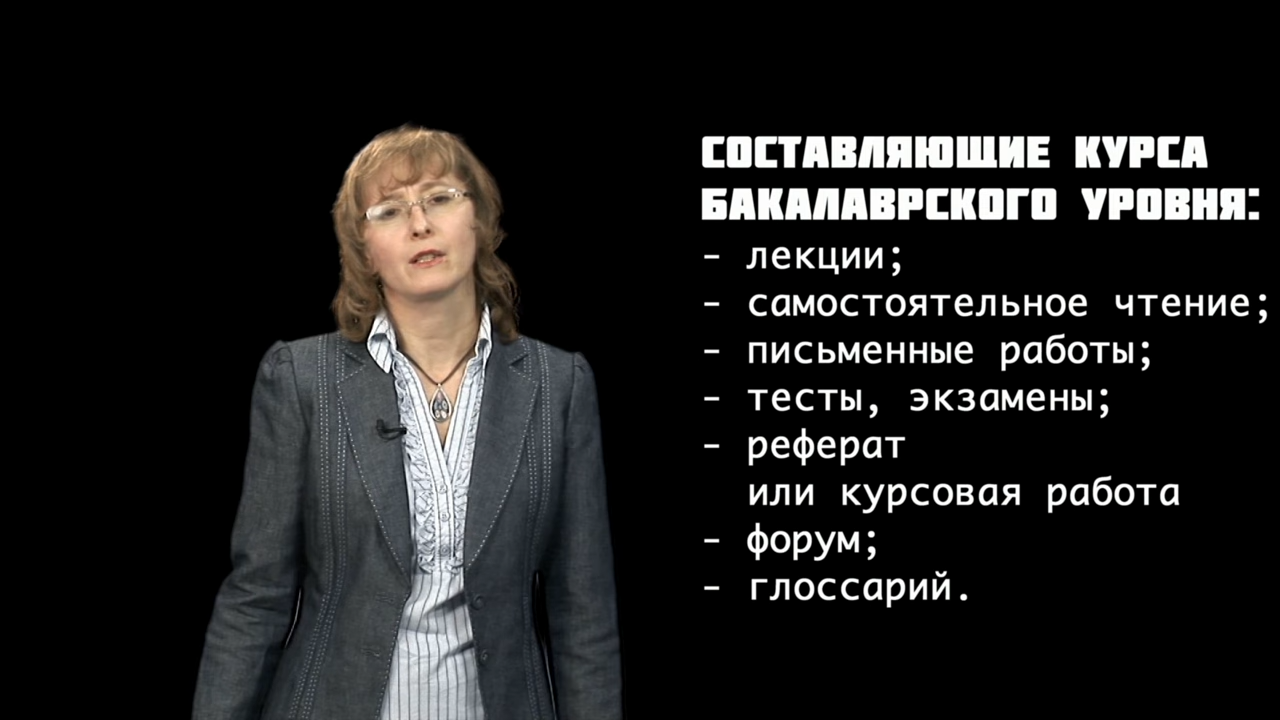 СОСТАВЛЯЮЩИЕ КУРСА
БАКАЛАВРСКОГО УРОВНЯ:
- лекции;
- самостоятельное чтение;
- письменные работы;
- тесты, экзамены;
- реферат
или курсовая работа
- форум;
- глоссарий.